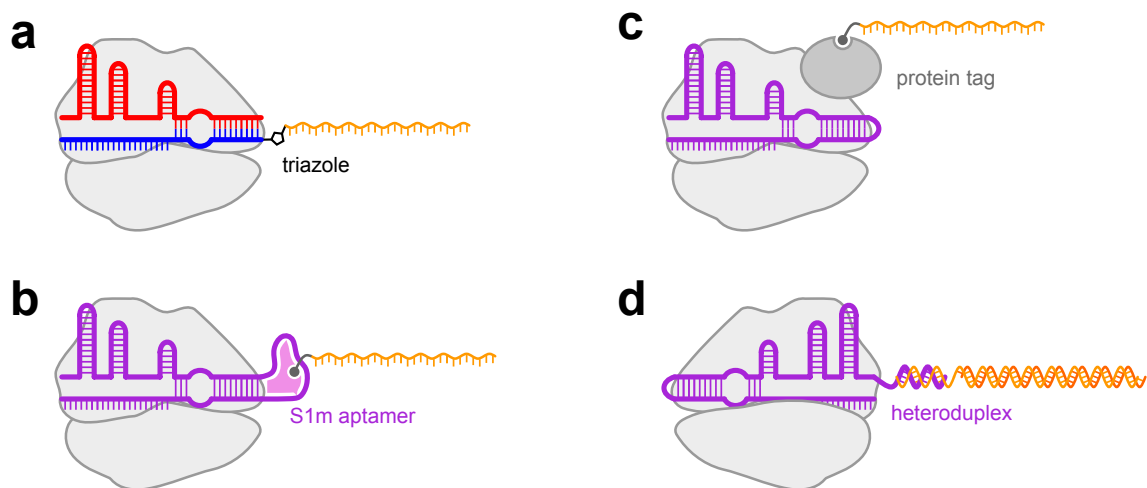 a
triazole
b
S1m aptamer
c
protein tag
d
heteroduplex